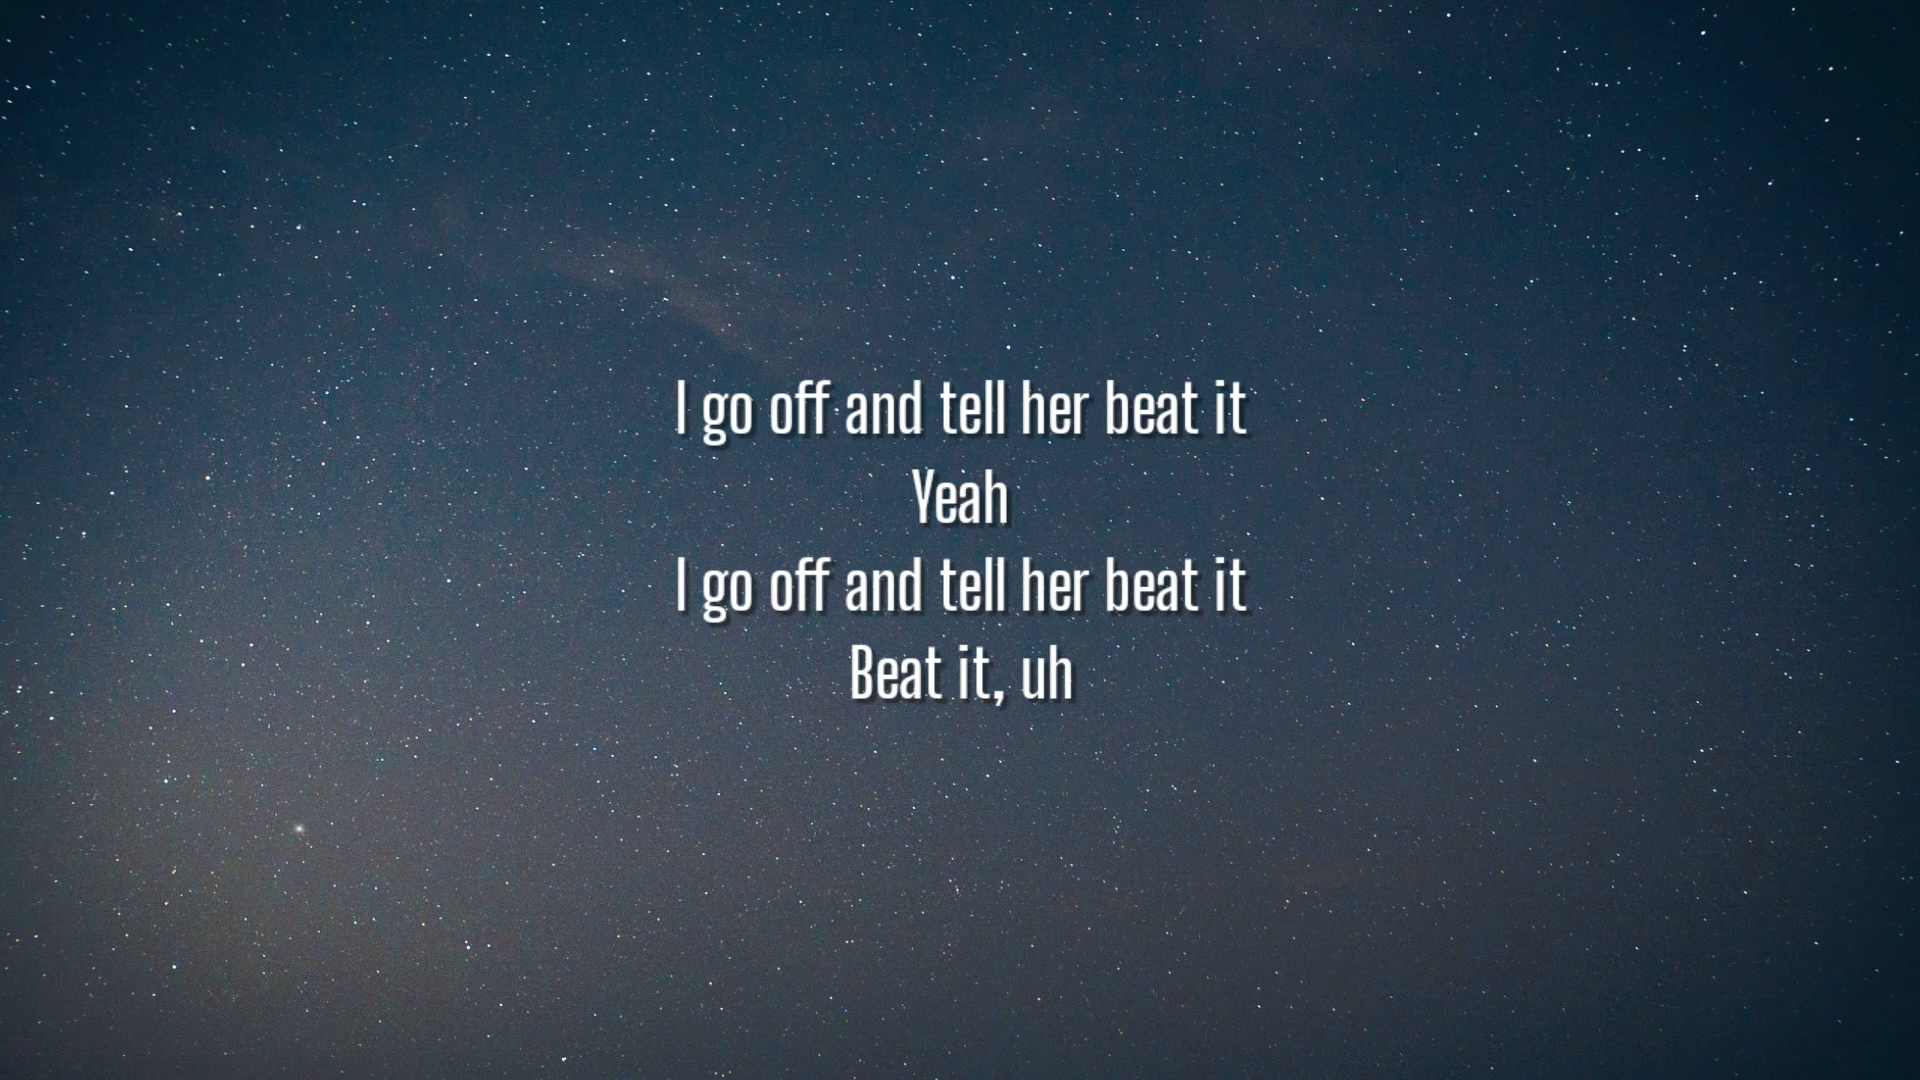 I go off and tell her beat it
Yeah
I go off and tell her beat it
Beat it, uh